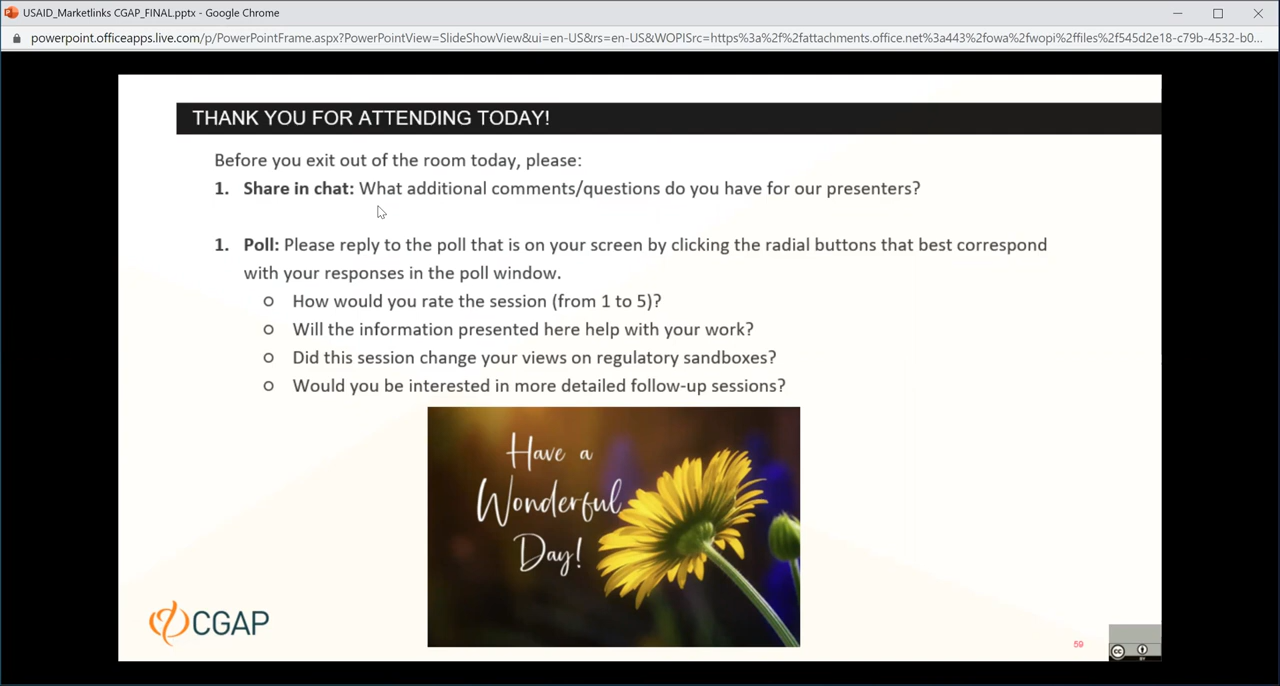 USAID_Marketlinks CGAP_FINAL.pptx - Google Chrome
powerpoint.officeapps.live.com/p/PowerPointFrame.aspx?PowerPointView=SlideShowView&ui=en-US&rs=en-US&WOPISrc=https%3a%2f%2fattachments.office.net%3a443%2fowa%2fwopi%2ffiles%2f545d2e18-c79b-4532-b0...
THANK YOU FOR ATTENDING TODAY!
Before you exit out of the room today, please:
1. Share in chat: What additional comments/questions do you have for our presenters?
1. Poll: Please reply to the poll that is on your screen by clicking the radial buttons that best correspond
with your responses in the poll window.
How would you rate the session (from 1 to 5)?
Will the information presented here help with your work?
Did this session change your views on regulatory sandboxes?
Would you be interested in more detailed follow-up sessions?
Have a
Wonderful
Day!
CGAP
59
cc
BY